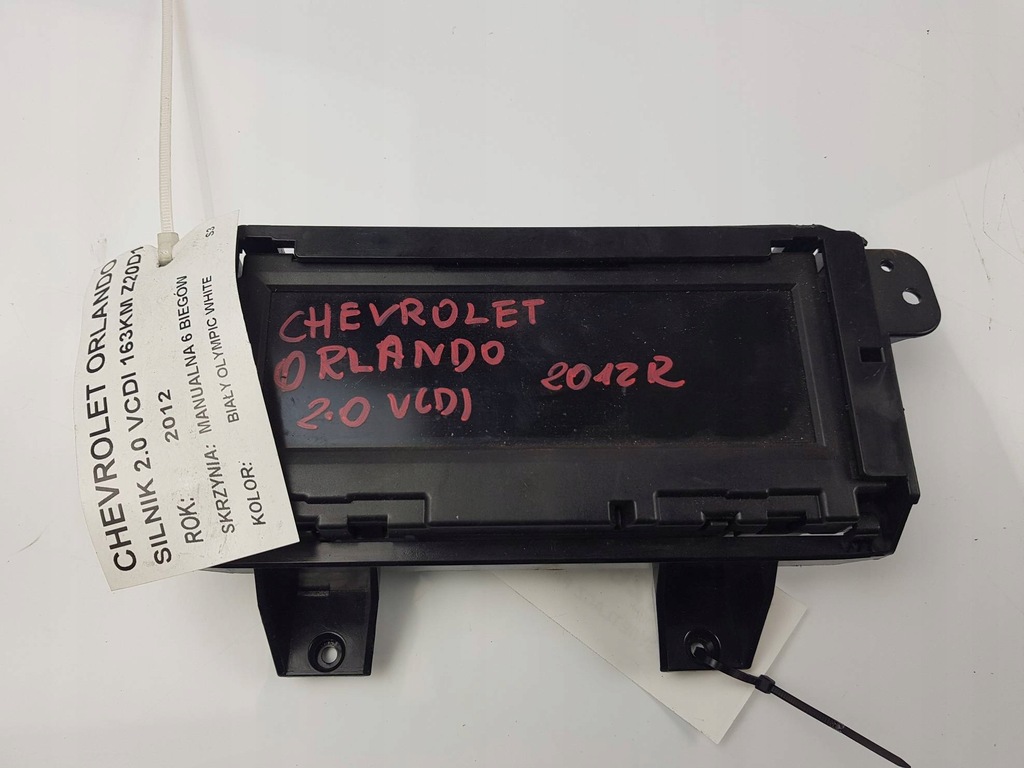 CHEVROLET ORLANDO
SILNIK 2.0 VCDI 163KM Z20D1
ROK: 2012
SKRZYNIA: MANUALNA 6 BIEGÓW
KOLOR: BIAŁY OLYMPIC WHITE
S3
CHEVROLET
ORLANDO
2.0 VCDI
2012R